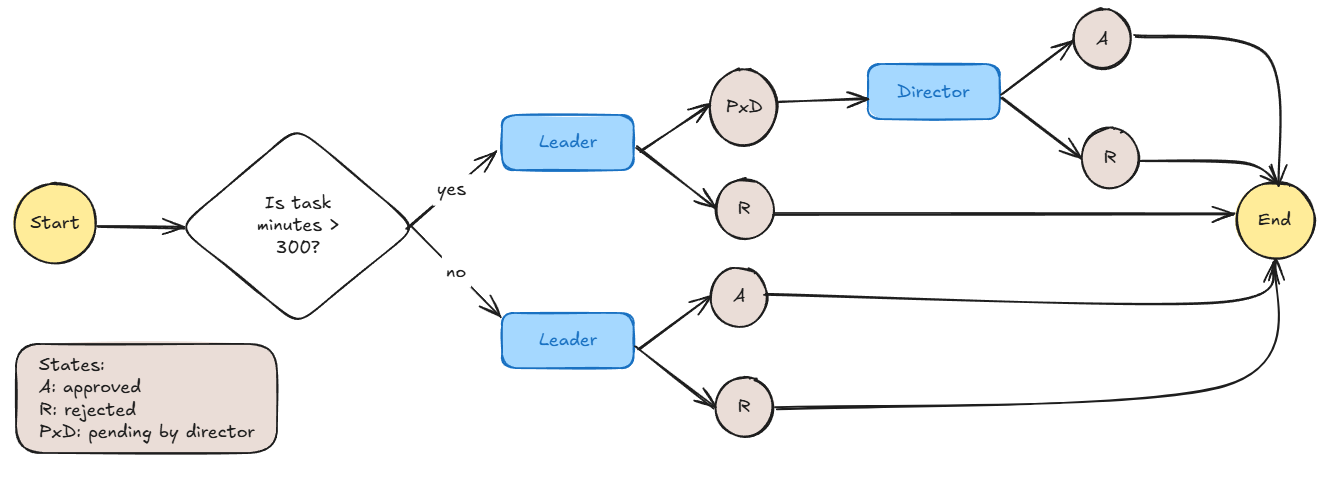 Start
Is task
minutes >
300?
yes
no
Leader
PxD
R
Director
A
R
End
Leader
A
R
States:
A: approved
R: rejected
PxD: pending by director